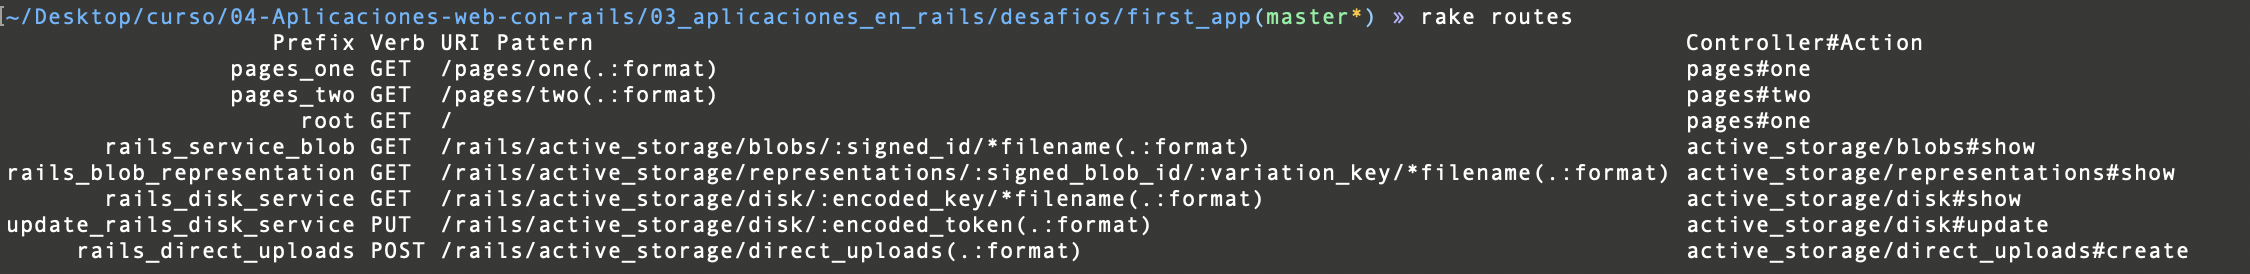 ~/Desktop/curso/04-Aplicaciones-web-con-rails/03_aplicaciones_en_rails/desafios/first_app(master*) » rake routes
Prefix Verb URI Pattern Controller#Action
pages_one GET /pages/one(.:format) pages#one
pages_two GET /pages/two(.:format) pages#two
root GET / pages#one
rails_service_blob GET /rails/active_storage/blobs/:signed_id/*filename(.:format) active_storage/blobs#show
rails_blob_representation GET /rails/active_storage/representations/:signed_blob_id/:variation_key/*filename(.:format) active_storage/representations#show
rails_disk_service GET /rails/active_storage/disk/:encoded_key/*filename(.:format) active_storage/disk#show
update_rails_disk_service PUT /rails/active_storage/disk/:encoded_token(.:format) active_storage/disk#update
rails_direct_uploads POST /rails/active_storage/direct_uploads(.:format) active_storage/direct_uploads#create